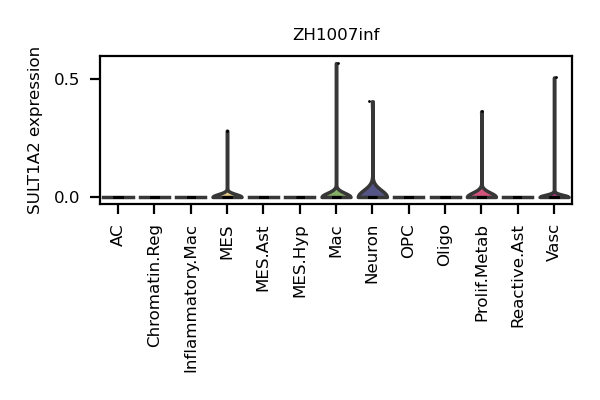 ZH1007inf
SULT1A2 expression
0.5
0.0
AC
Chromatin.Reg
Inflammatory.Mac
MES
MES.Ast
MES.Hyp
Mac
Neuron
OPC
Oligo
Prolif.Metab
Reactive.Ast
Vasc